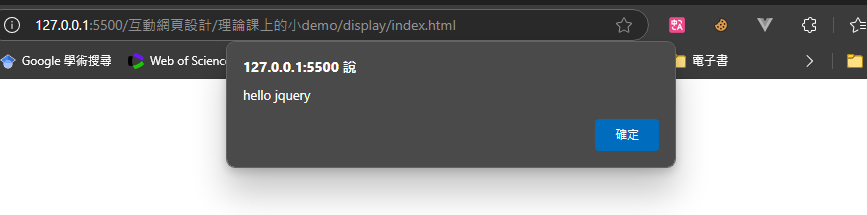 127.0.0.1:5500/互動網頁設計/理論課上的小demo/display/index.html
Google 學術搜尋 Web of Scienc 電子書
127.0.0.1:5500 說
hello jquery
確定